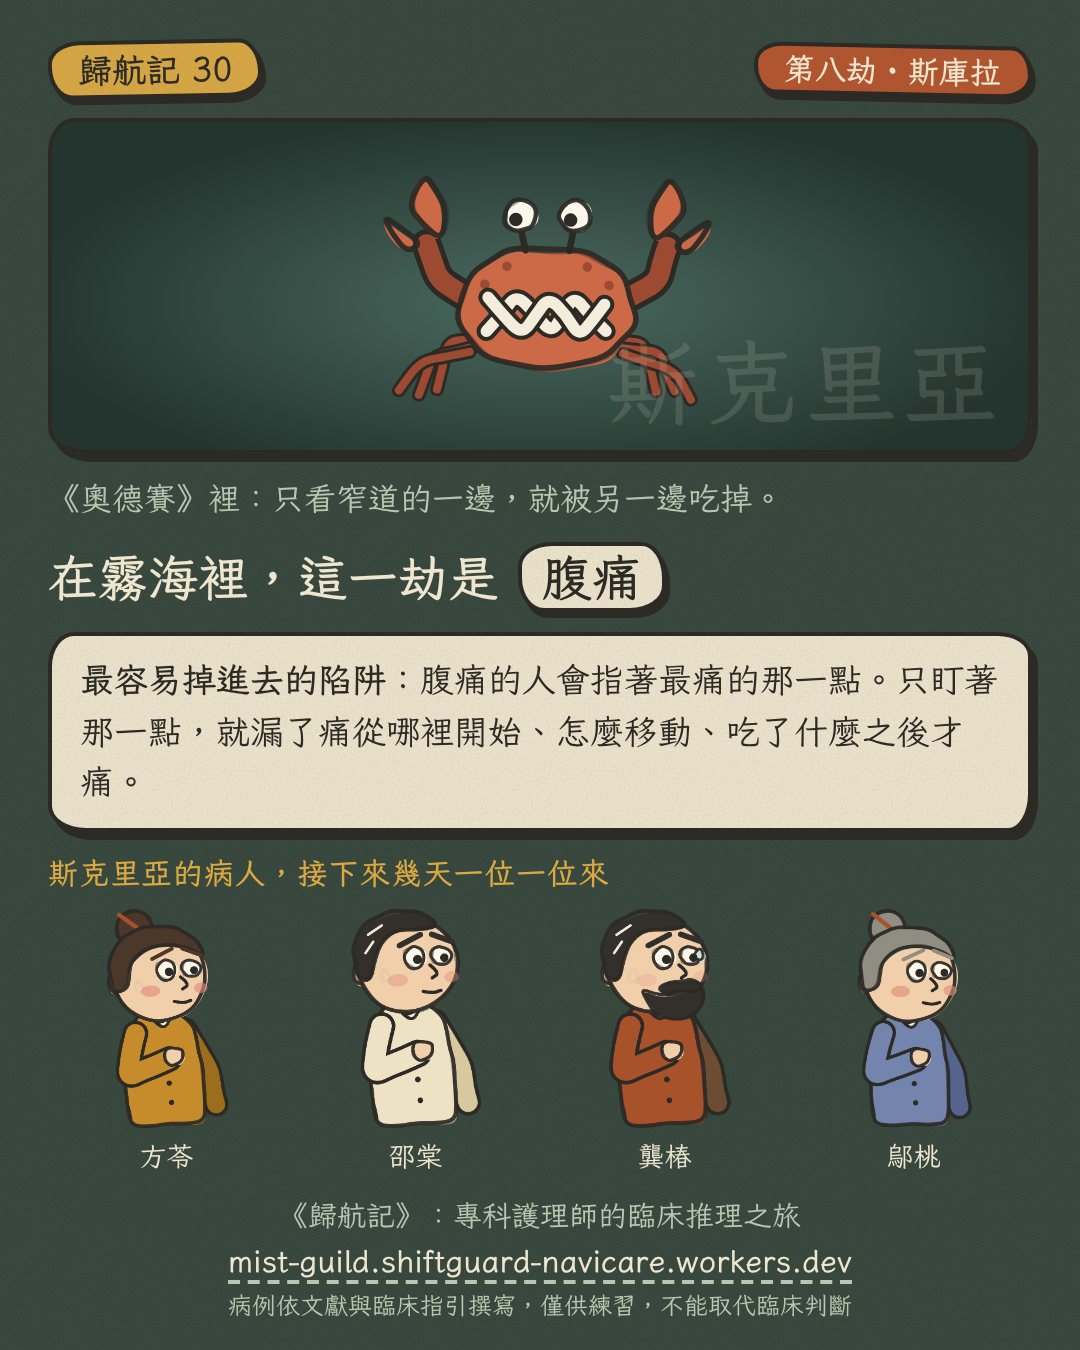 歸航記 30
第八劫・斯庫拉
斯克里亞
《奧德賽》裡：只看窄道的一邊，就被另一邊吃掉。
在霧海裡，這一劫是 腹痛
最容易掉進去的陷阱：腹痛的人會指著最痛的那一點。只盯著
那一點，就漏了痛從哪裡開始、怎麼移動、吃了什麼之後才
痛。
斯克里亞的病人，接下來幾天一位一位來
方苓
邵棠
龔椿
鄔桃
《歸航記》：專科護理師的臨床推理之旅
mist-guild.shiftguard-navicare.workers.dev
病例依文獻與臨床指引撰寫，僅供練習，不能取代臨床判斷